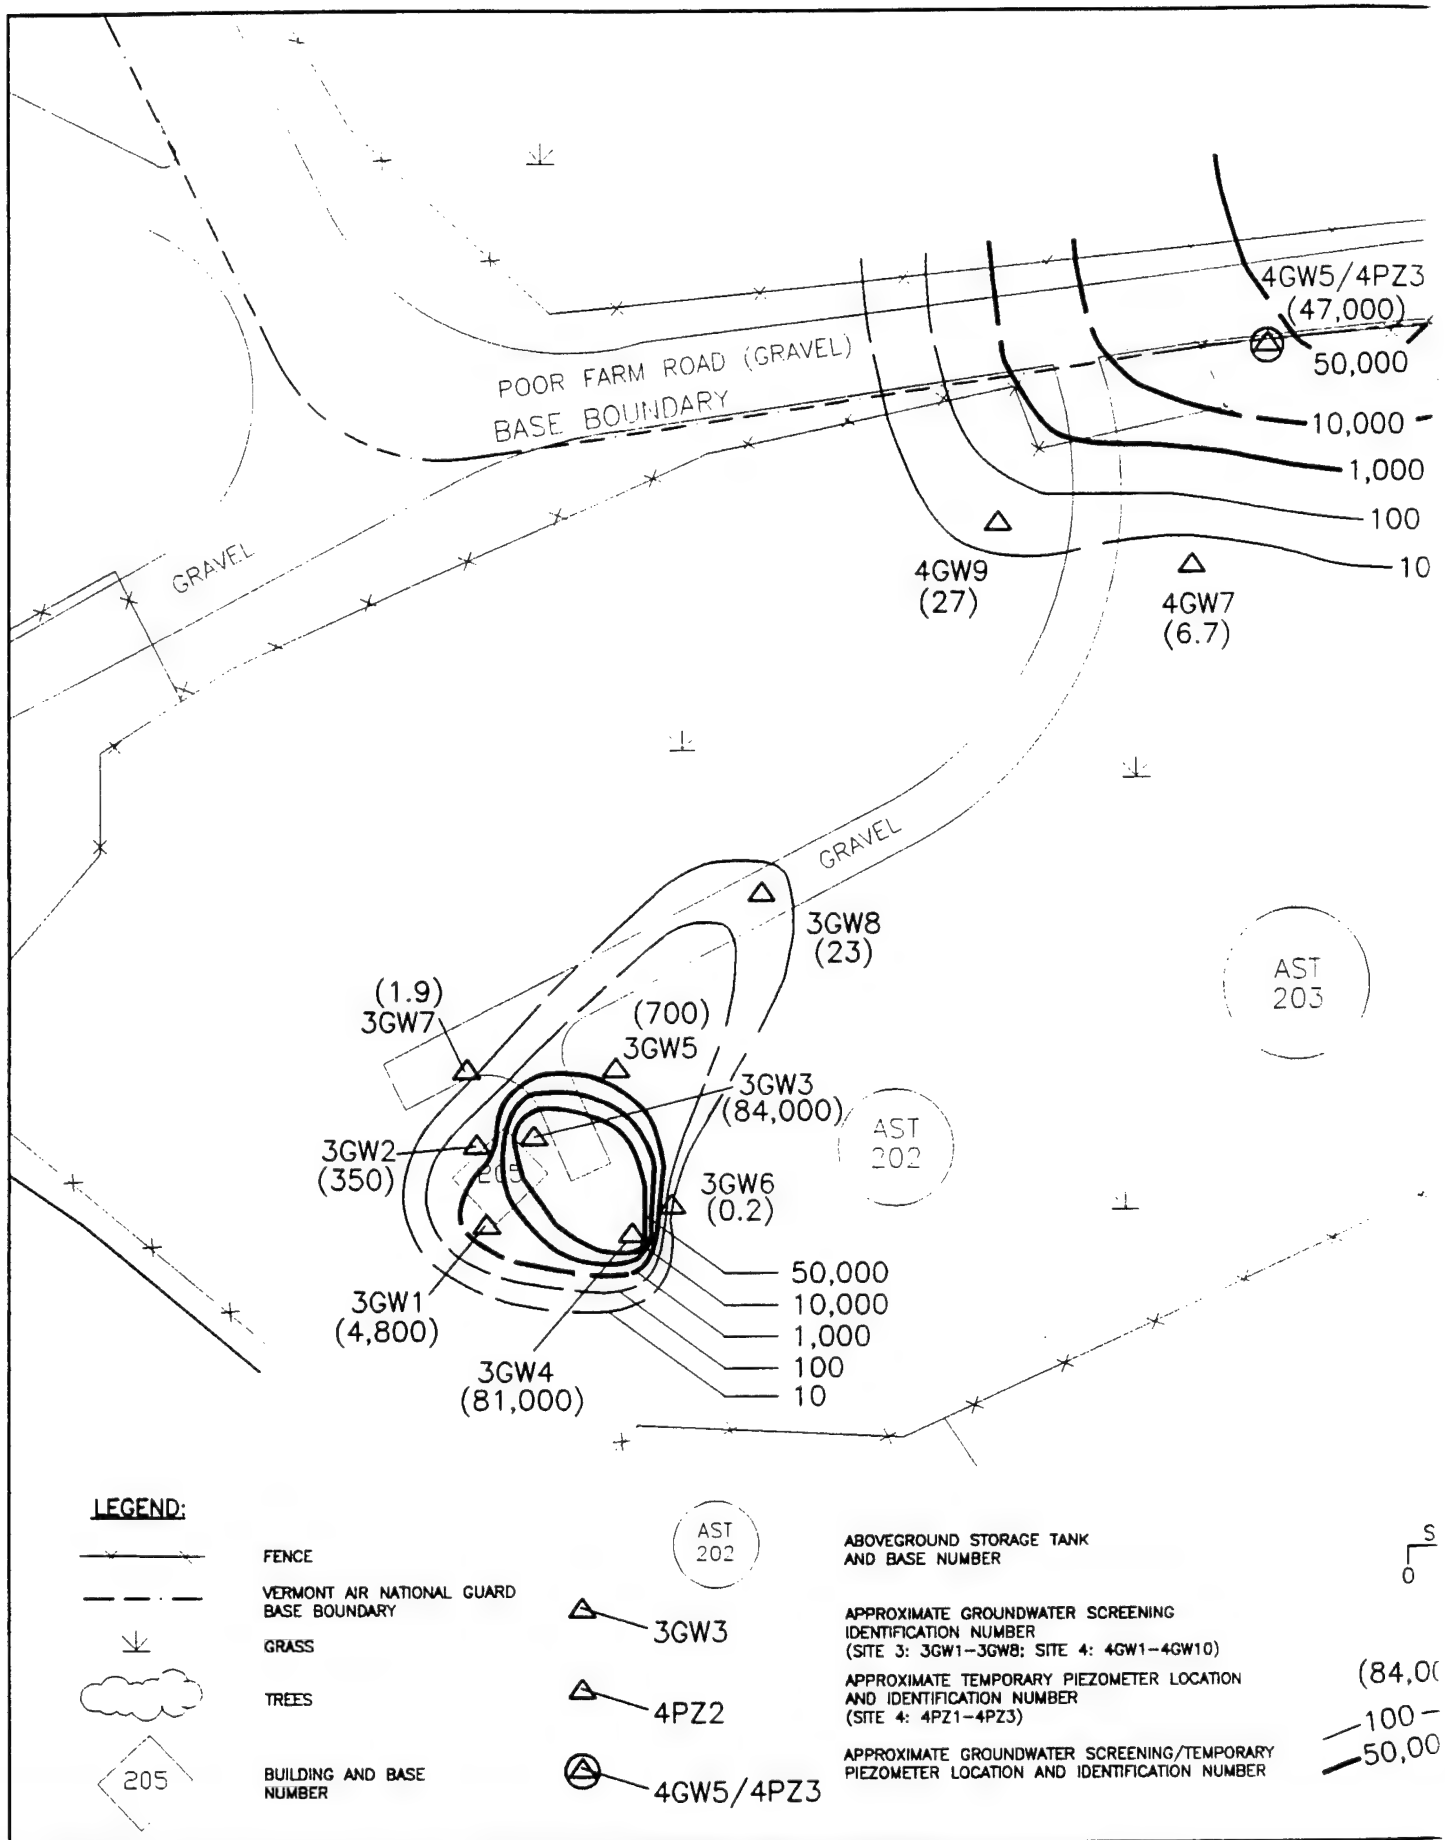 4GW5/4PZ3
(47,000)
50,000
10,000
1,000
100
10
POOR FARM ROAD (GRAVEL)
BASE BOUNDARY
GRAVEL
4GW9
(27)
4GW7
(6.7)
GRAVEL
3GW8
(23)
AST
203
(1.9)
3GW7
(700)
3GW5
3GW3
(84,000)
AST
202
3GW2
(350)
205
3GW6
(0.2)
50,000
10,000
1,000
100
10
3GW1
(4,800)
3GW4
(81,000)
LEGEND:
FENCE
VERMONT AIR NATIONAL GUARD
BASE BOUNDARY
GRASS
TREES
205
BUILDING AND BASE
NUMBER
3GW3
4PZ2
4GW5/4PZ3
AST
202
ABOVEGROUND STORAGE TANK
AND BASE NUMBER
APPROXIMATE GROUNDWATER SCREENING
IDENTIFICATION NUMBER
(SITE 3: 3GW1-3GW8; SITE 4: 4GW1-4GW10)
APPROXIMATE TEMPORARY PIEZOMETER LOCATION
AND IDENTIFICATION NUMBER
(SITE 4: 4PZ1-4PZ3)
APPROXIMATE GROUNDWATER SCREENING/TEMPORARY
PIEZOMETER LOCATION AND IDENTIFICATION NUMBER
S
0
(84,00
100
50,00